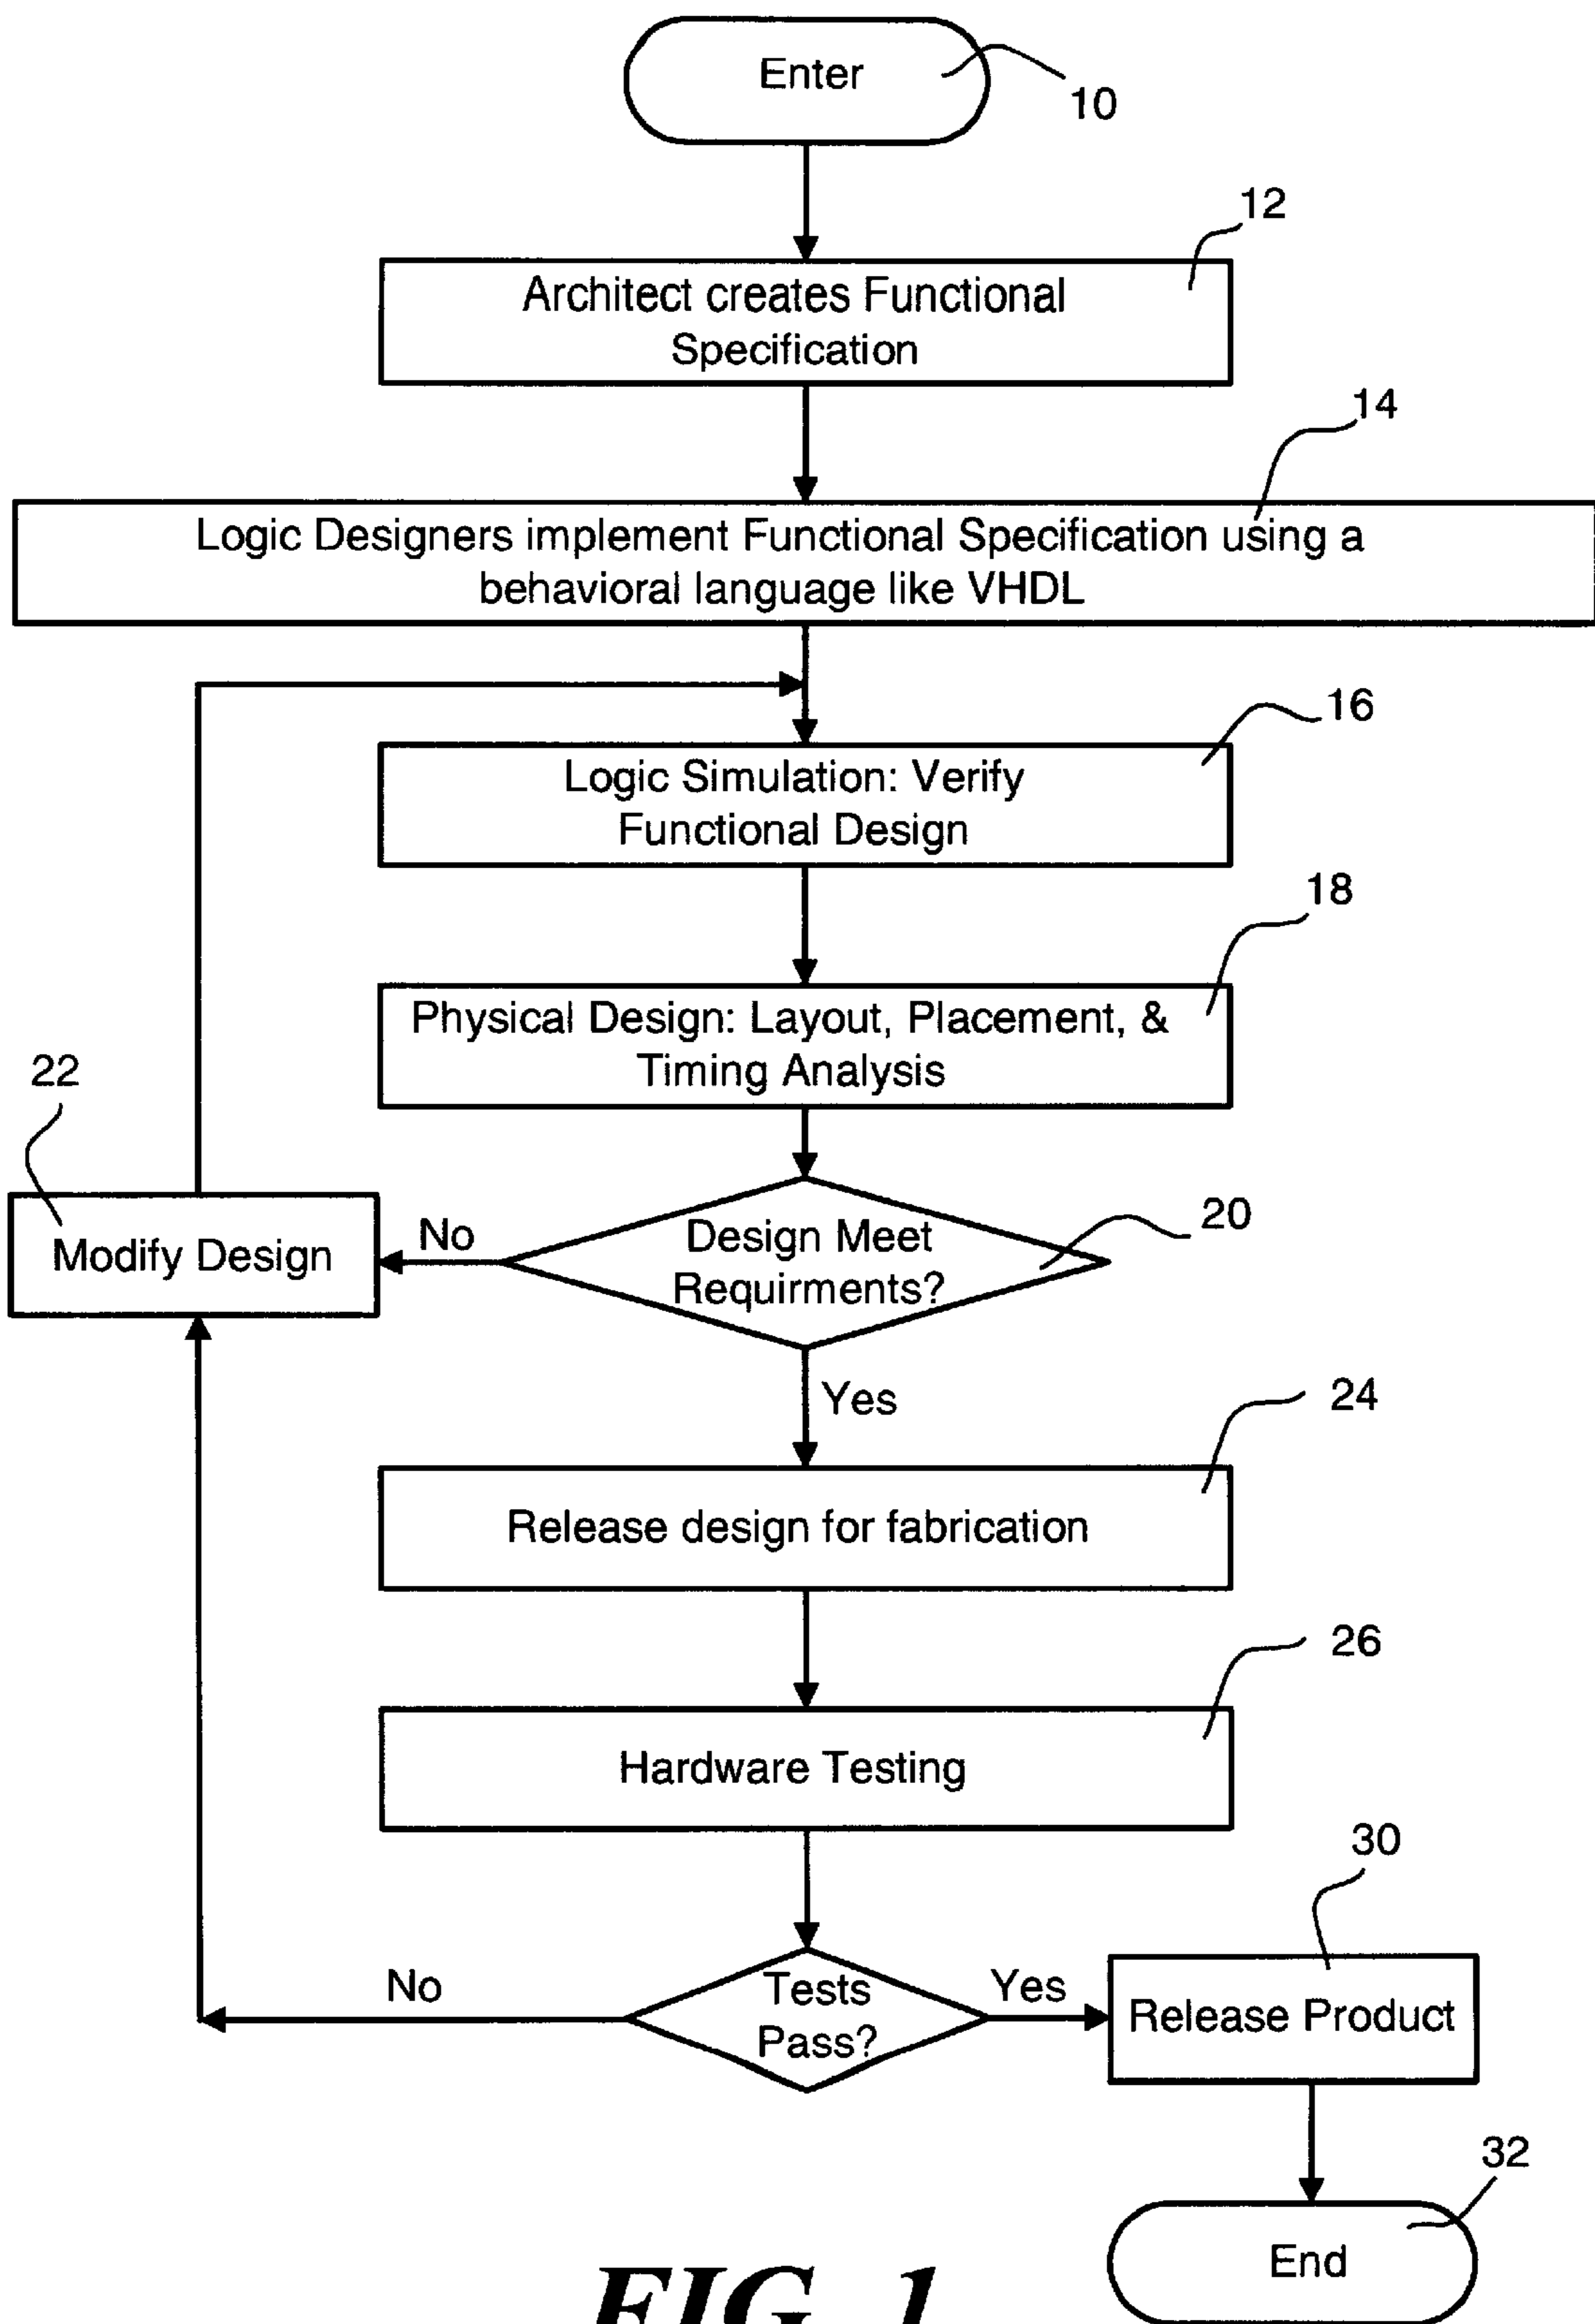 Enter
10
12
Architect creates Functional
Specification
14
Logic Designers implement Functional Specification using a
behavioral language like VHDL
16
Logic Simulation: Verify
Functional Design
18
Physical Design: Layout, Placement, &
Timing Analysis
22
Modify Design
No
Design Meet
Requirments?
20
Yes
24
Release design for fabrication
26
Hardware Testing
30
No
Tests
Pass?
Yes
Release Product
32
End
FIG. 1